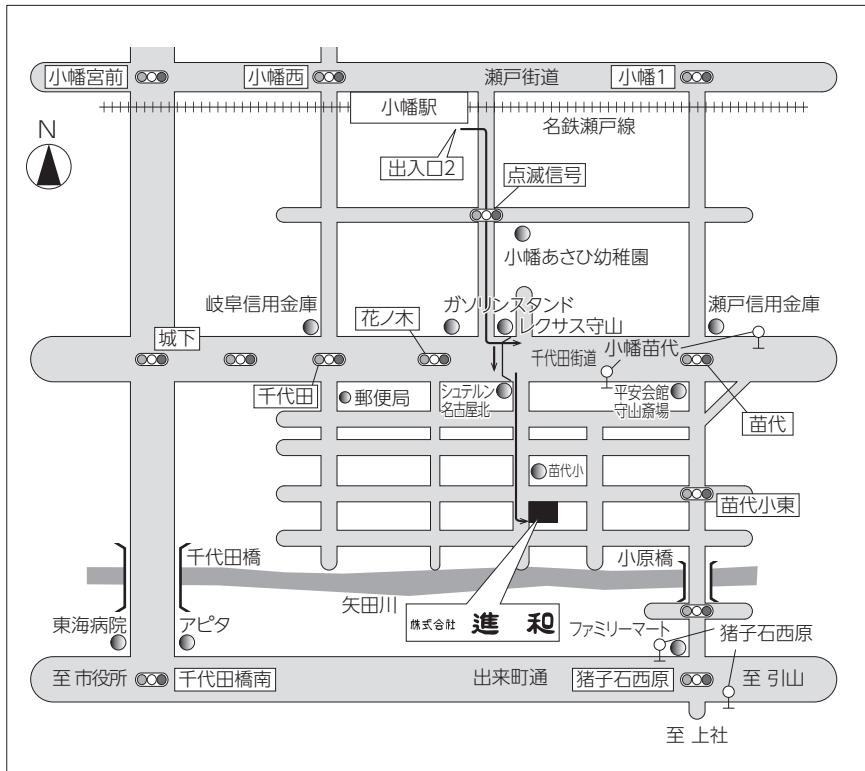 小幡宮前
小幡西
瀬戸街道
小幡1
小幡駅
名鉄瀬戸線
N
出入口2
点滅信号
小幡あさひ幼稚園
岐阜信用金庫
ガソリンスタンド
瀬戸信用金庫
城下
花ノ木
レクサス守山
千代田街道
小幡苗代
千代田
郵便局
シュテルン
名古屋北
平安会館
守山斎場
苗代
苗代小
苗代小東
千代田橋
小原橋
矢田川
東海病院
アピタ
株式会社 進和
ファミリーマート
猪子石西原
至 市役所
千代田橋南
出来町通
猪子石西原
至 引山
至 上社